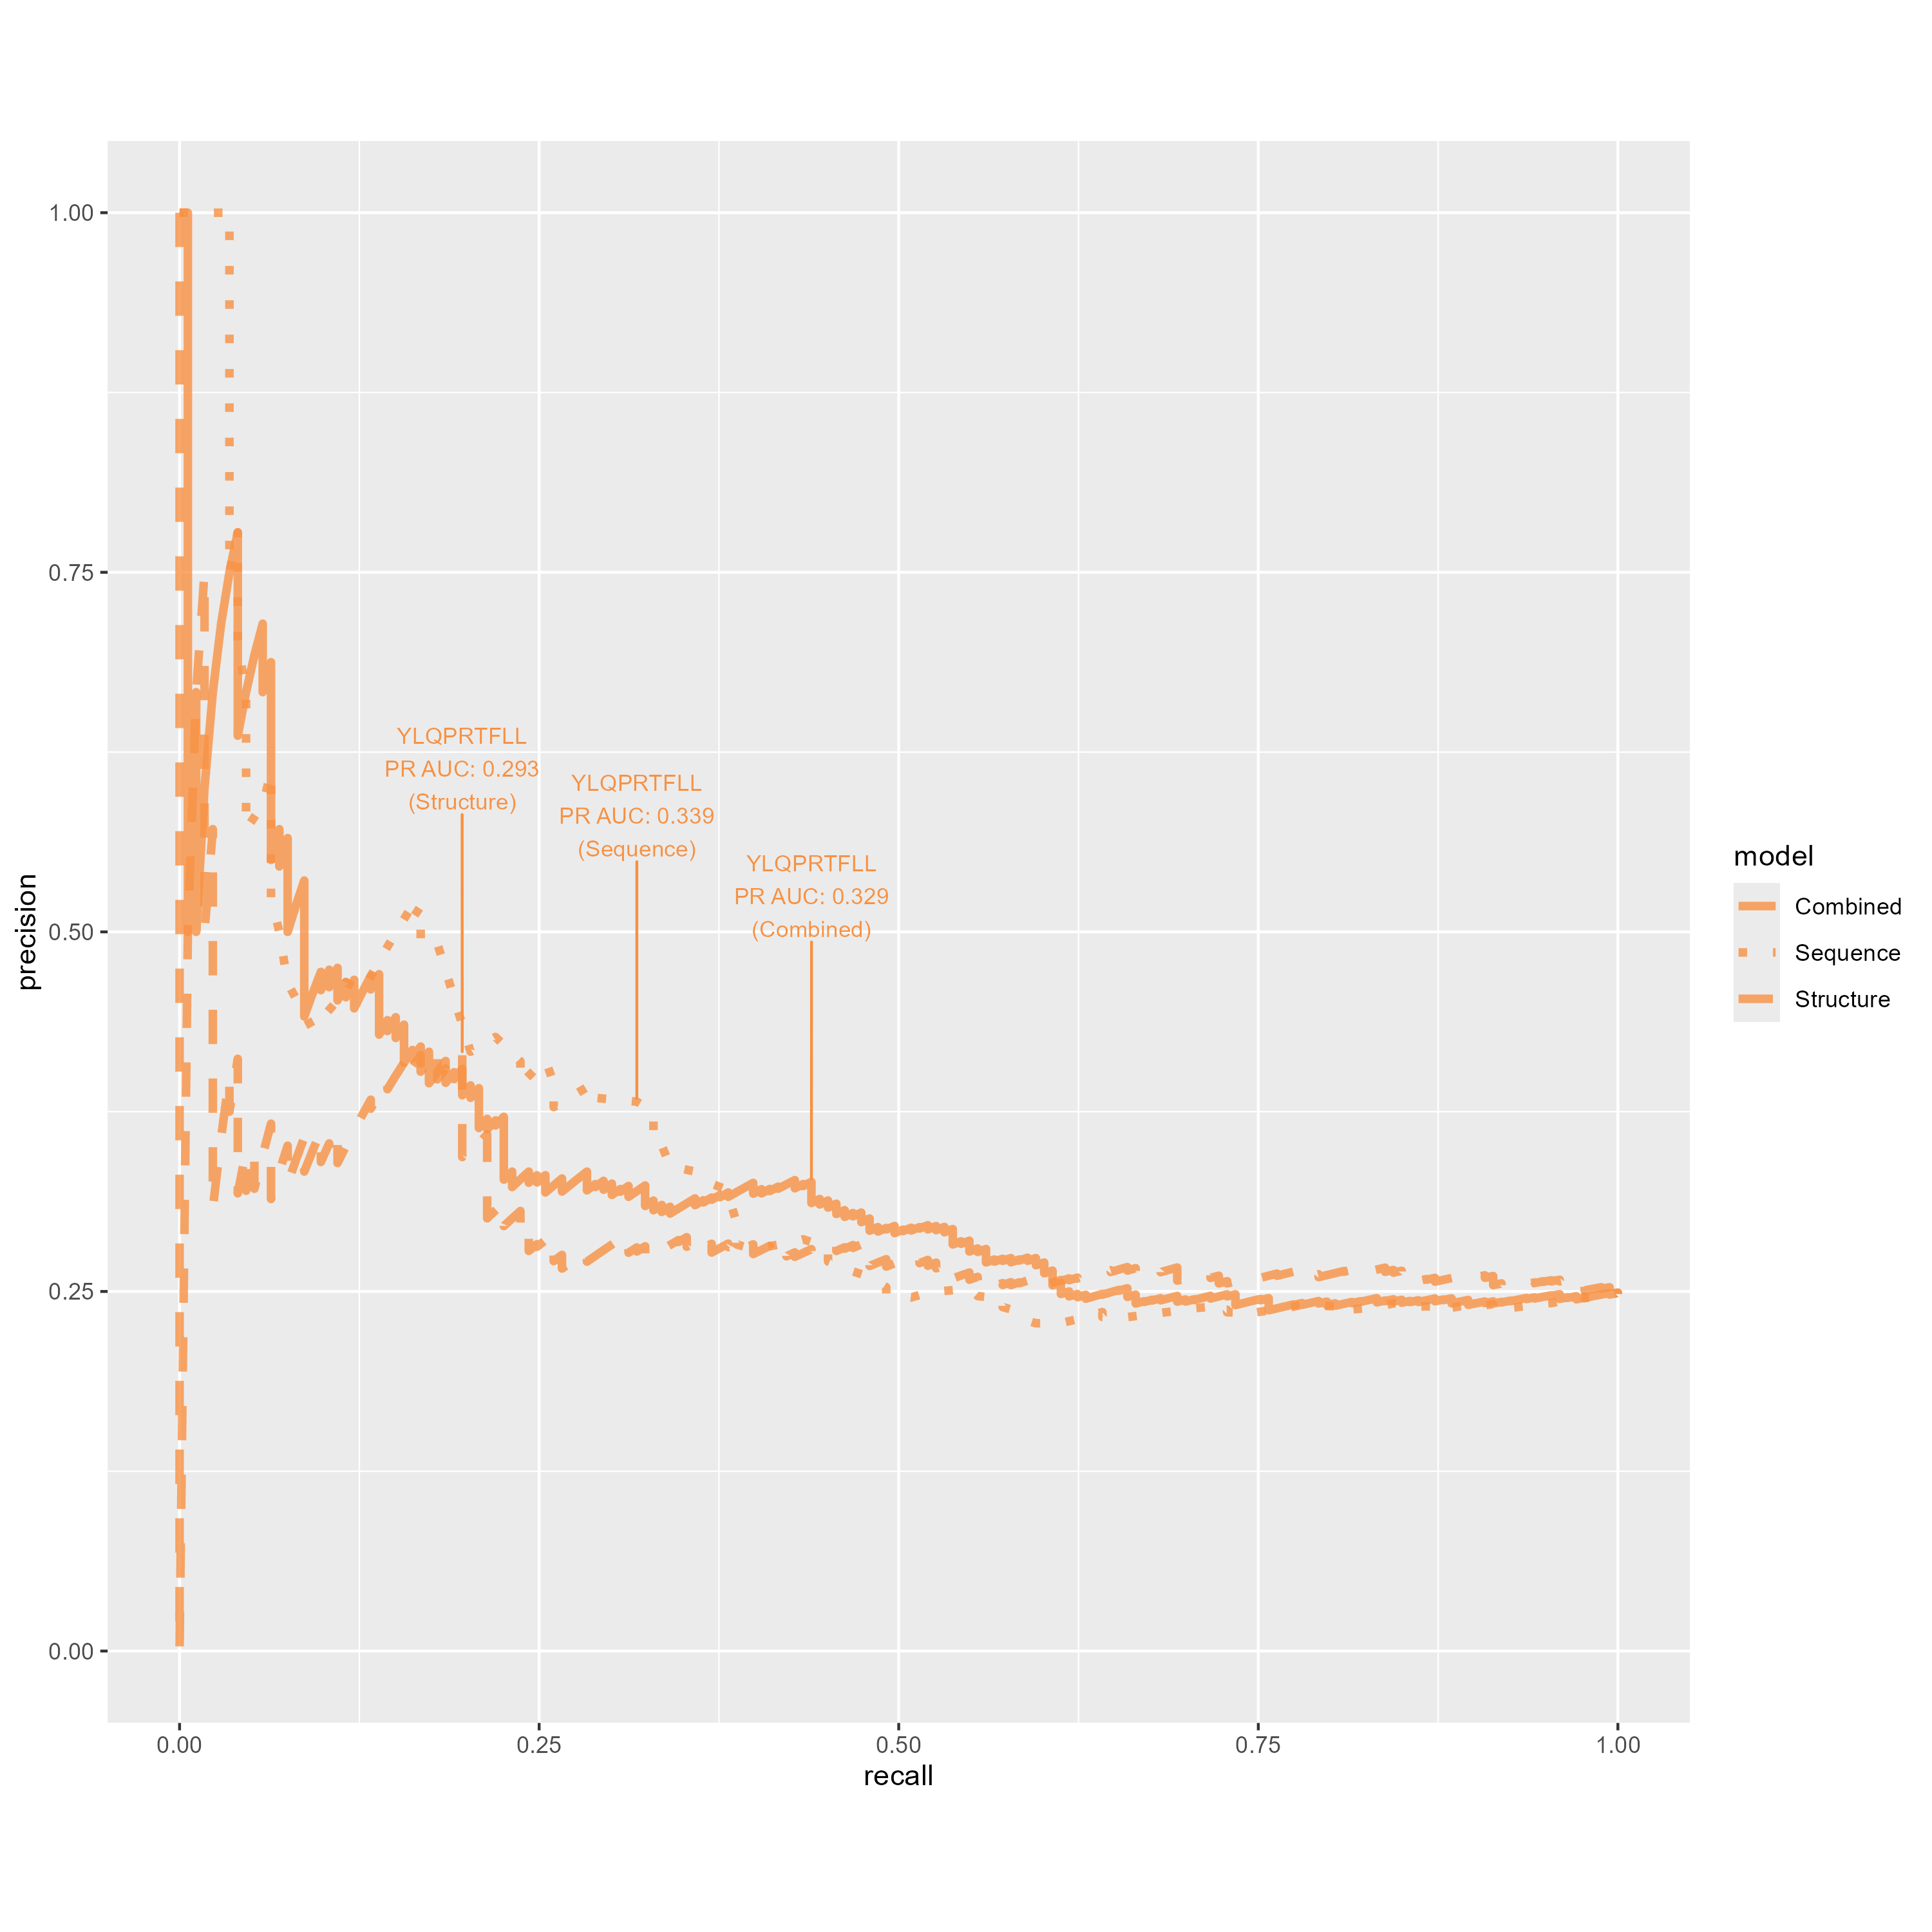 1.00
0.75
0.50
0.25
0.00
precision
YLQPRTFLL
PR AUC: 0.293
(Structure)
YLQPRTFLL
PR AUC: 0.339
(Sequence)
YLQPRTFLL
PR AUC: 0.329
(Combined)
0.00
0.25
0.50
0.75
1.00
recall
model
Combined
Sequence
Structure